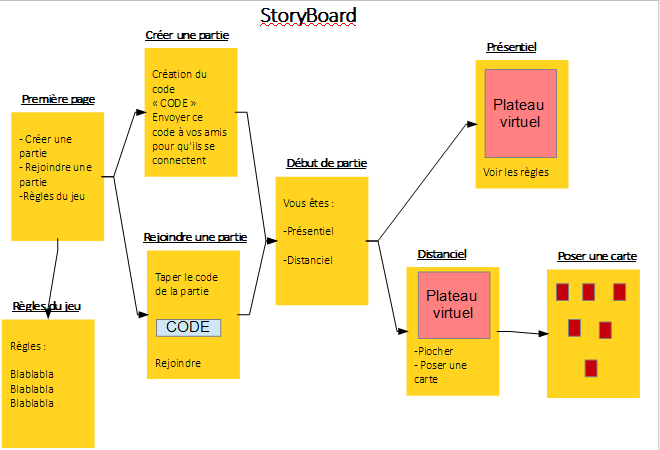 StoryBoard
Première page
- Créer une
partie
- Rejoindre une
partie
-Règles du jeu
Règles du jeu
Règles :
Blablabla
Blablabla
Blablabla
Créer une partie
Création du
code
« CODE »
Envoyer ce
code à vos amis
pour qu'ils se
connectent
Rejoindre une partie
Taper le code
de la partie
CODE
Rejoindre
Début de partie
Vous êtes :
-Présentiel
-Distanciel
Présentiel
Plateau
virtuel
Voir les règles
Distanciel
Plateau
virtuel
-Piocher
- Poser une
carte
Poser une carte